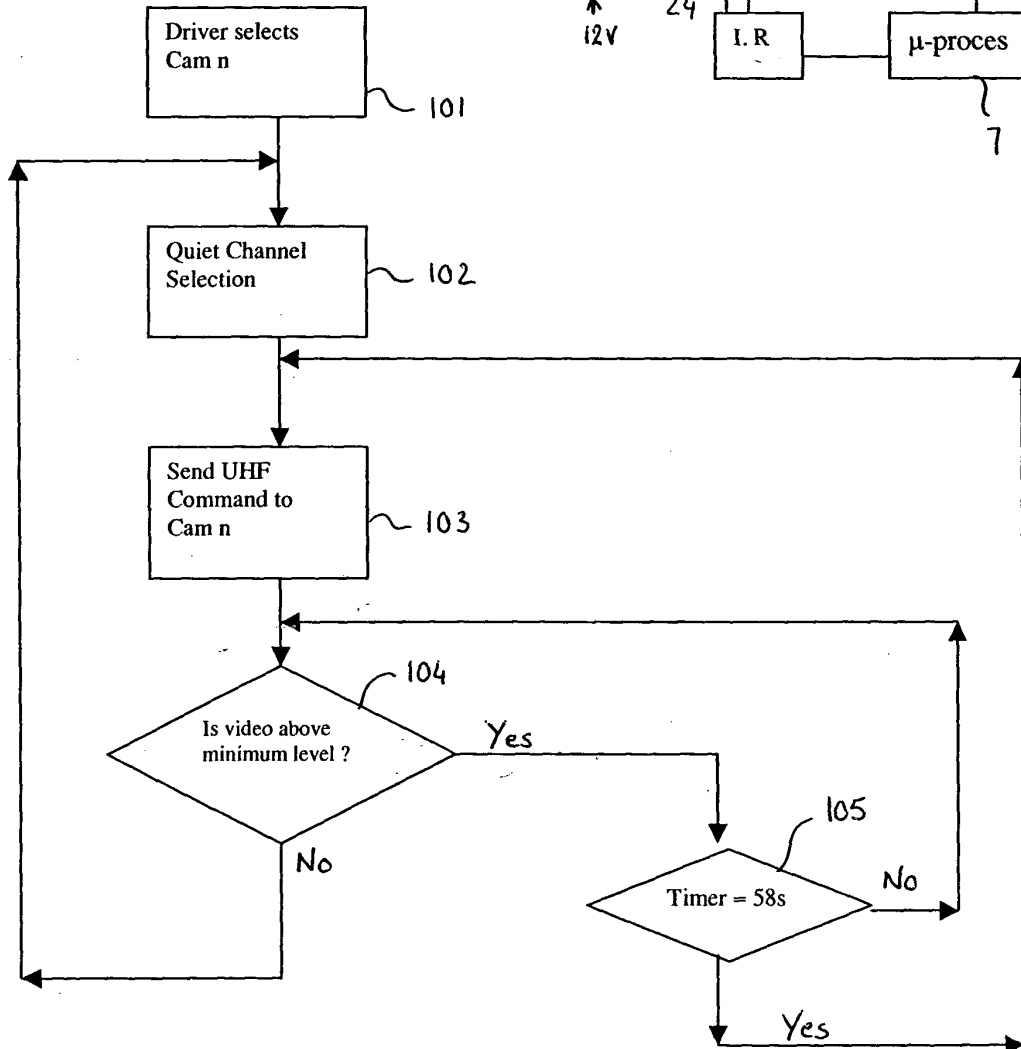 Driver selects
Cam n
101
12V
24
I. R
μ-proces
7
Quiet Channel
Selection
102
Send UHF
Command to
Cam n
103
Is video above
minimum level ?
104
Yes
No
Timer = 58s
105
No
Yes